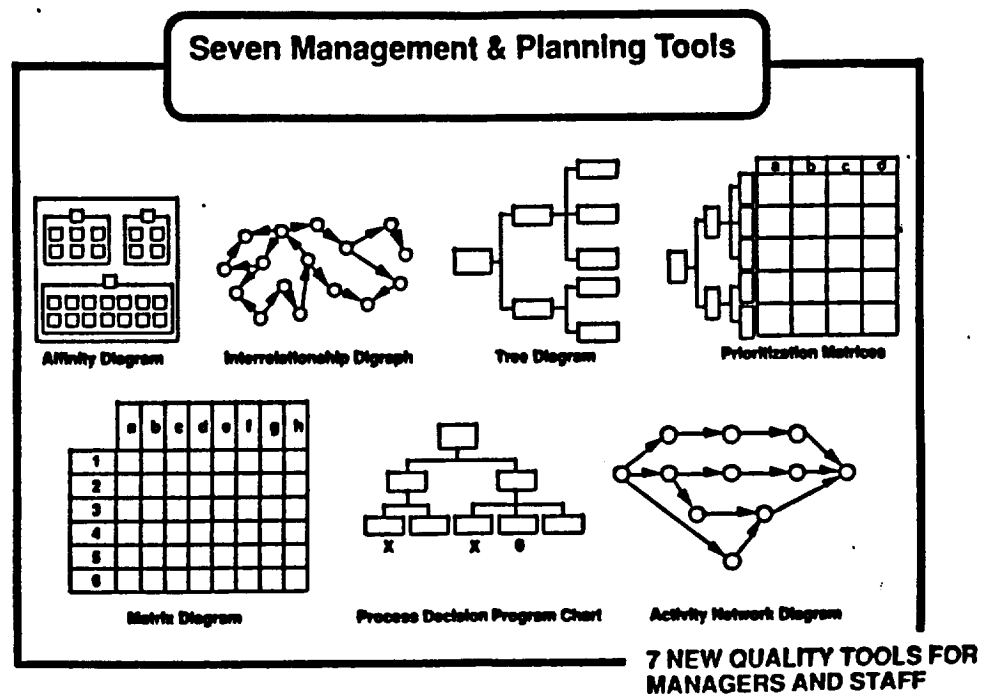 Seven Management & Planning Tools
a b c d
Affinity Diagram
Interrelationship Digraph
Tree Diagram
Prioritization Matrices
a b c d e f g h
1
2
3
4
5
6
X X
Matrix Diagram
Process Decision Program Chart
Activity Network Diagram
7 NEW QUALITY TOOLS FOR
MANAGERS AND STAFF